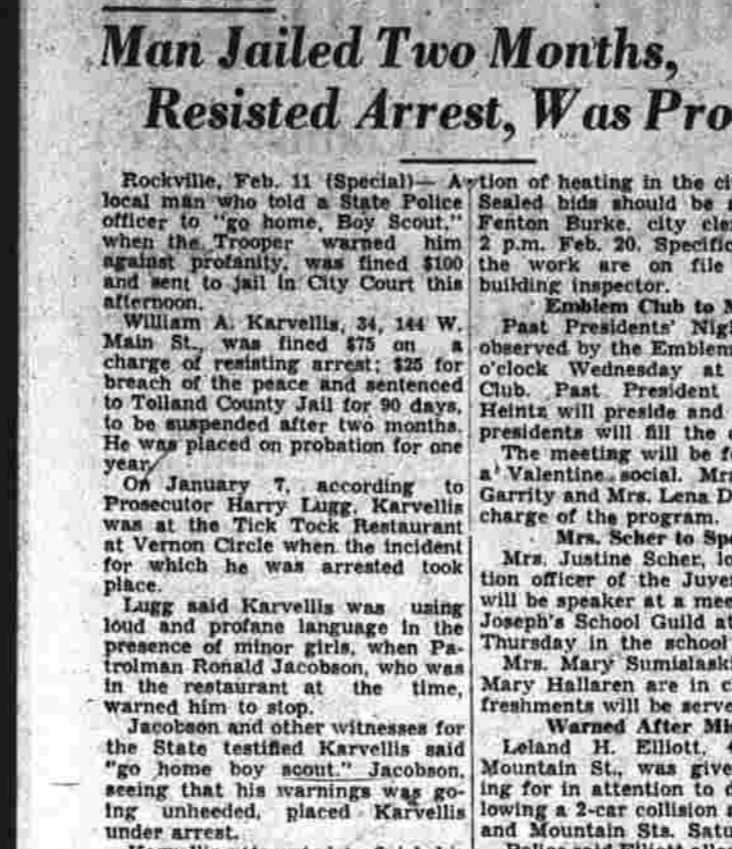 Man Jailed Two Months,
Resisted Arrest, Was Pro
Rockville, Feb. 11 (Special)— A
local man who told a State Police
officer to "go home, Boy Scout,"
when the Trooper warned him
against profanity, was fined $100
and sent to jail in City Court this
afternoon.
William A. Karvellis, 34, 144 W.
Main St., was fined $75 on a
charge of resisting arrest; $25 for
breach of the peace and sentenced
to Tolland County Jail for 90 days,
to be suspended after two months.
He was placed on probation for one
year.
On January 7, according to
Prosecutor Harry Lugg, Karvellis
was at the Tick Tock Restaurant
at Vernon Circle when the incident
for which he was arrested took
place.
Lugg said Karvellis was using
loud and profane language in the
presence of minor girls, when Pa-
trolman Ronald Jacobson, who was
in the restaurant at the time,
warned him to stop.
Jacobson and other witnesses for
the State testified Karvellis said
"go home boy scout." Jacobson,
seeing that his warnings was go-
ing unheeded, placed Karvellis
under arrest.
tion of heating in the ci
Sealed bids should be
Fenton Burke, city cle
2 p.m. Feb. 20. Specific
the work are on file
building inspector.
Emblem Club to M
Past Presidents' Nig
observed by the Emblem
o'clock Wednesday at
Club. Past President
Heintz will preside and
presidents will fill the
The meeting will be f
a Valentine social. Mr
Garrity and Mrs. Lena D
charge of the program.
Mrs. Scher to Sp
Mrs. Justine Scher, lo
tion officer of the Juve
will be speaker at a mee
Joseph's School Guild at
Thursday in the school
Mrs. Mary Sumislaski
Mary Hallaren are in c
freshments will be serve
Warned After Mi
Leland H. Elliott, 4
Mountain St., was give
ing for in attention to d
lowing a 2-car collision a
and Mountain Sts. Satu